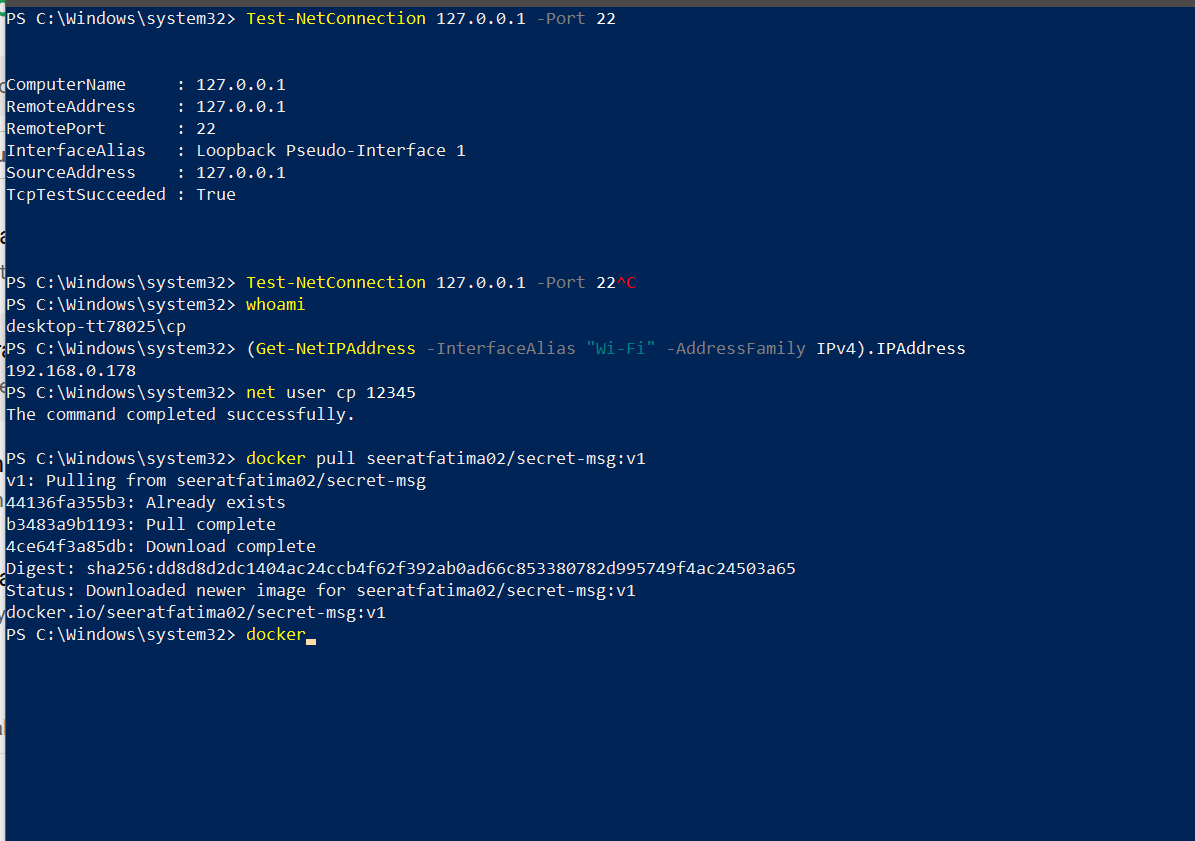 PS C:\Windows\system32> Test-NetConnection 127.0.0.1 -Port 22
ComputerName     : 127.0.0.1
RemoteAddress    : 127.0.0.1
RemotePort       : 22
InterfaceAlias   : Loopback Pseudo-Interface 1
SourceAddress    : 127.0.0.1
TcpTestSucceeded : True
PS C:\Windows\system32> Test-NetConnection 127.0.0.1 -Port 22^C
PS C:\Windows\system32> whoami
desktop-tt78025\cp
PS C:\Windows\system32> (Get-NetIPAddress -InterfaceAlias "Wi-Fi" -AddressFamily IPv4).IPAddress
192.168.0.178
PS C:\Windows\system32> net user cp 12345
The command completed successfully.
PS C:\Windows\system32> docker pull seeratfatima02/secret-msg:v1
v1: Pulling from seeratfatima02/secret-msg
44136fa355b3: Already exists
b3483a9b1193: Pull complete
4ce64f3a85db: Download complete
Digest: sha256:dd8d8d2dc1404ac24ccb4f62f392ab0ad66c853380782d995749f4ac24503a65
Status: Downloaded newer image for seeratfatima02/secret-msg:v1
docker.io/seeratfatima02/secret-msg:v1
PS C:\Windows\system32> docker